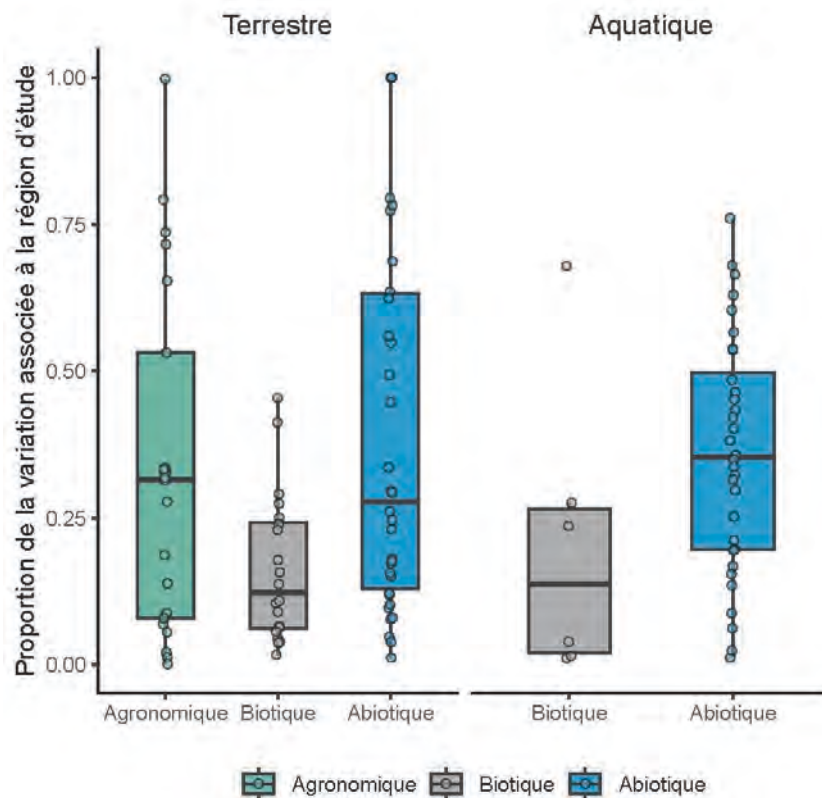 Terrestre
Aquatique
Proportion de la variation associée à la région d'étude
1.00
0.75
0.50
0.25
0.00
Agronomique Biotique Abiotique
Biotique Abiotique
Agronomique Biotique Abiotique